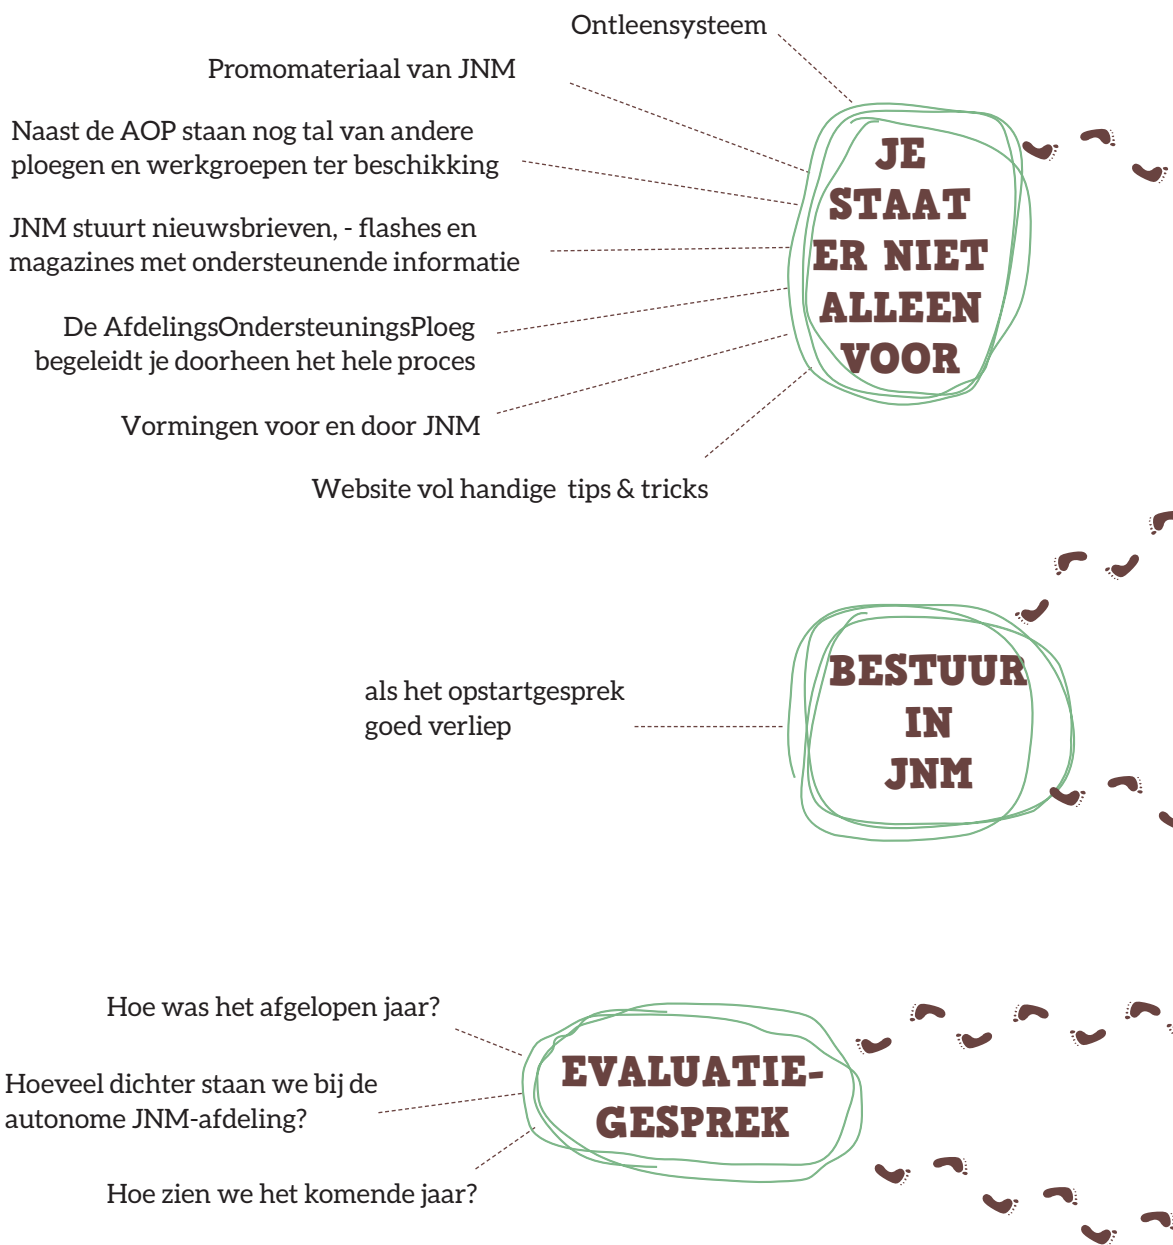 Ontleensysteem
Promomateriaal van JNM
Naast de AOP staan nog tal van andere
ploegen en werkgroepen ter beschikking
JNM stuurt nieuwsbrieven, - flashes en
magazines met ondersteunende informatie
De AfdelingsOndersteuningsPloeg
begeleidt je doorheen het hele proces
Vormingen voor en door JNM
Website vol handige tips & tricks
JE
STAAT
ER NIET
ALLEEN
VOOR
als het opstartgesprek
goed verliep
BESTUUR
IN
JNM
Hoe was het afgelopen jaar?
Hoeveel dichter staan we bij de
autonome JNM-afdeling?
Hoe zien we het komende jaar?
EVALUATIE-
GESPREK